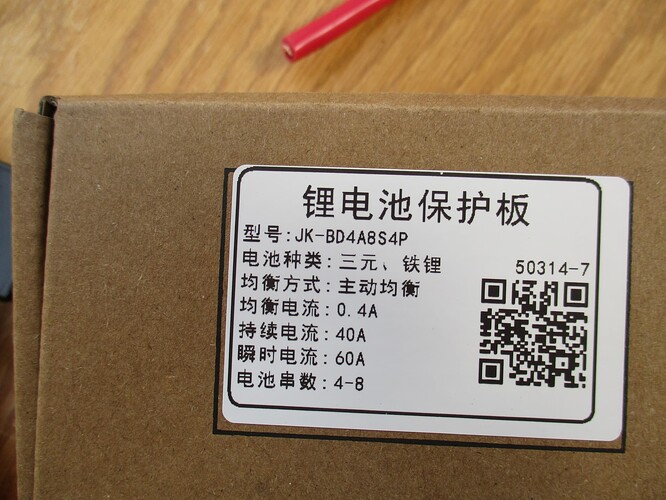 锂电池保护板
型号:JK-BD4A8S4P
电池种类:三元、铁锂
50314-7
均衡方式:主动均衡
均衡电流:0.4A
持续电流:40A
瞬时电流:60A
电池串数:4-8